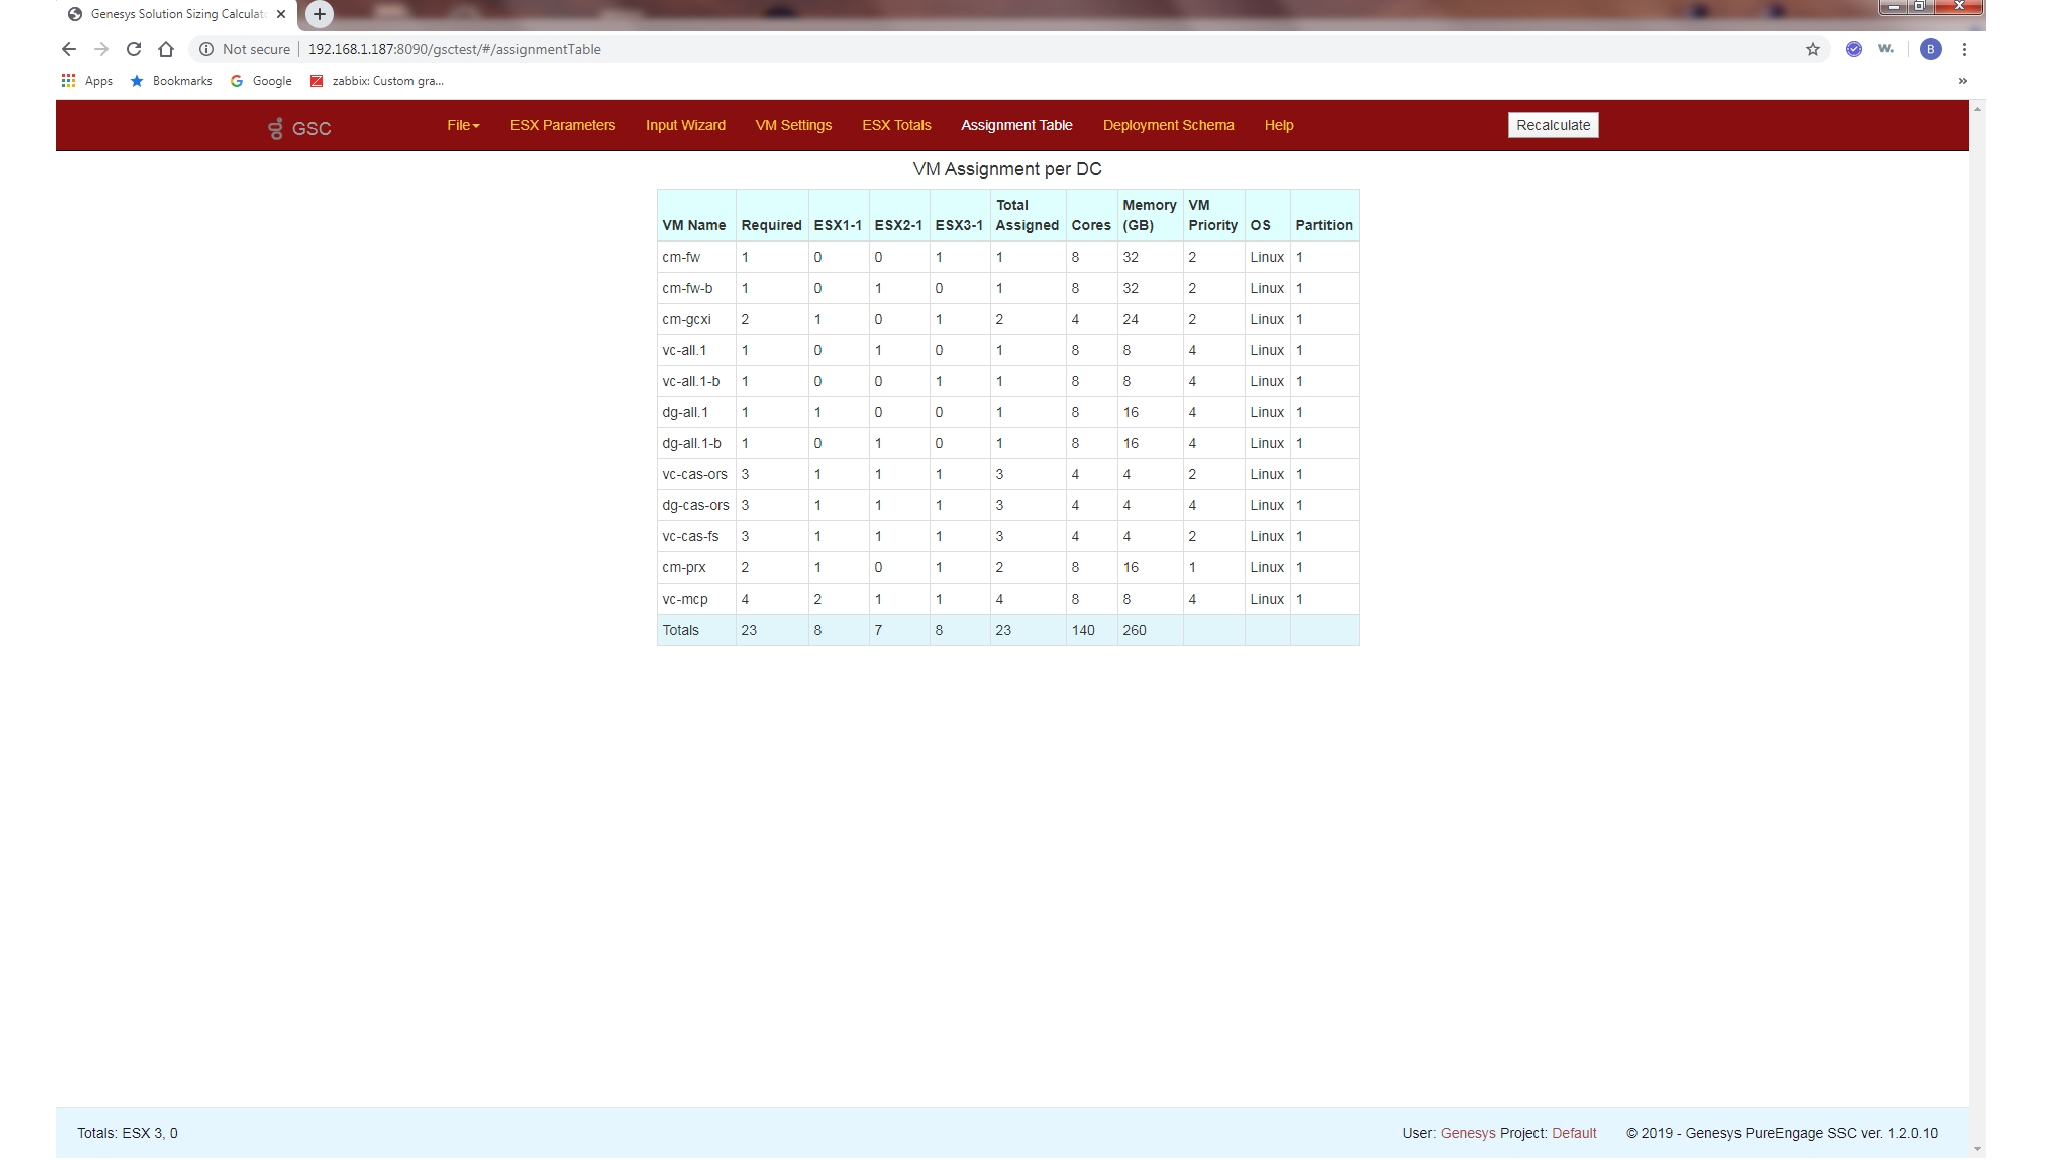 Genesys Solution Sizing Calculat
Not secure 192.168.1.187:8090/gsctest/#/assignmentTable
B
Apps Bookmarks Google zabbix: Custom gra... »
GSC File ESX Parameters Input Wizard VM Settings ESX Totals Assignment Table Deployment Schema Help Recalculate
VM Assignment per DC
VM Name Required ESX1-1 ESX2-1 ESX3-1 Total Assigned Cores Memory (GB) VM Priority OS Partition
cm-fw 1 0 0 1 1 8 32 2 Linux 1
cm-fw-b 1 0 1 0 1 8 32 2 Linux 1
cm-gcxi 2 1 0 1 2 4 24 2 Linux 1
vc-all.1 1 0 1 0 1 8 8 4 Linux 1
vc-all.1-b 1 0 0 1 1 8 8 4 Linux 1
dg-all.1 1 1 0 0 1 8 16 4 Linux 1
dg-all.1-b 1 0 1 0 1 8 16 4 Linux 1
vc-cas-ors 3 1 1 1 3 4 4 2 Linux 1
dg-cas-ors 3 1 1 1 3 4 4 4 Linux 1
vc-cas-fs 3 1 1 1 3 4 4 2 Linux 1
cm-prx 2 1 0 1 2 8 16 1 Linux 1
vc-mcp 4 2 1 1 4 8 8 4 Linux 1
Totals 23 8 7 8 23 140 260
Totals: ESX 3, 0 User: Genesys Project: Default © 2019 - Genesys PureEngage SSC ver. 1.2.0.10